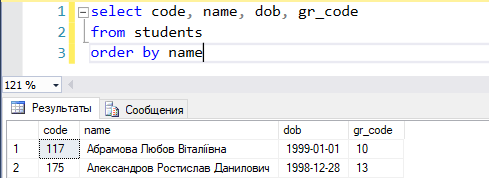 1 select code, name, dob, gr_code
2 from students
3 order by name
121 %
Результаты Сообщения
code name dob gr_code
1 117 Абрамова Любов Віталіївна 1999-01-01 10
2 175 Александров Ростислав Данилович 1998-12-28 13